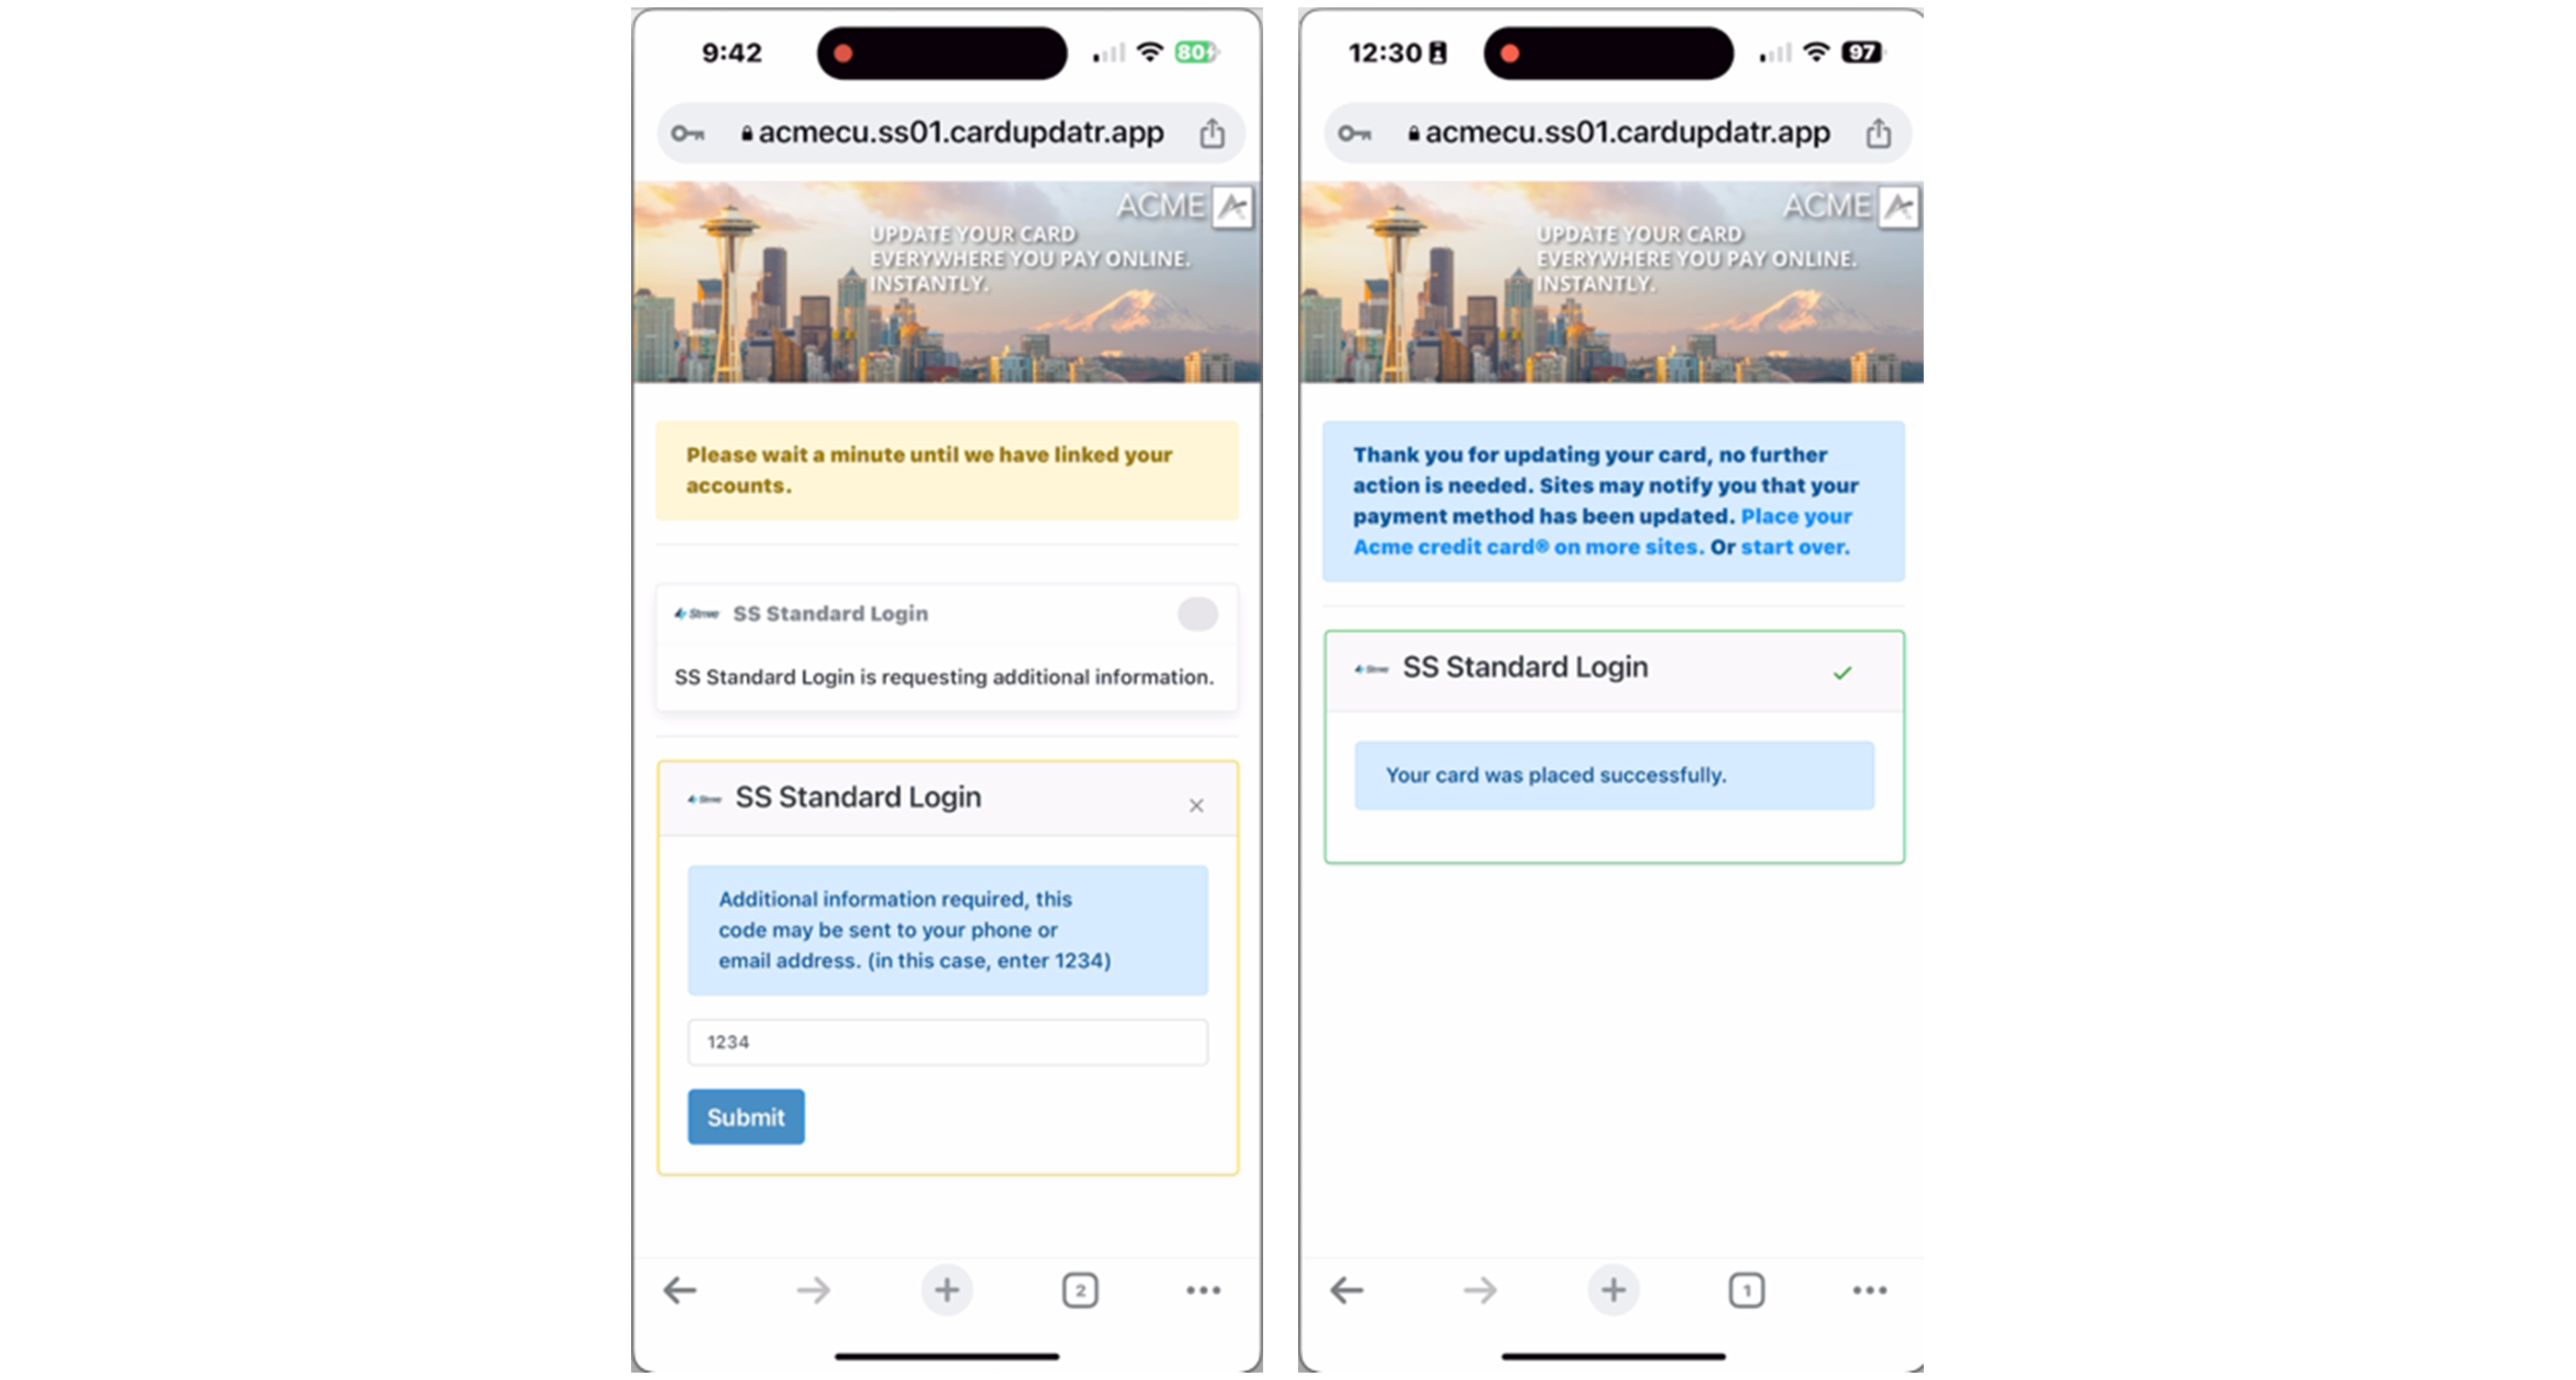 9:42
80
acmecu.ss01.cardupdatr.app
ACME
UPDATE YOUR CARD
EVERYWHERE YOU PAY ONLINE.
INSTANTLY.
Please wait a minute until we have linked your
accounts.
SS Standard Login
SS Standard Login is requesting additional information.
SS Standard Login
Additional information required, this
code may be sent to your phone or
email address. (in this case, enter 1234)
1234
Submit
2
12:30
97
acmecu.ss01.cardupdatr.app
ACME
UPDATE YOUR CARD
EVERYWHERE YOU PAY ONLINE.
INSTANTLY.
Thank you for updating your card, no further
action is needed. Sites may notify you that your
payment method has been updated. Place your
Acme credit card® on more sites. Or start over.
SS Standard Login
Your card was placed successfully.
1